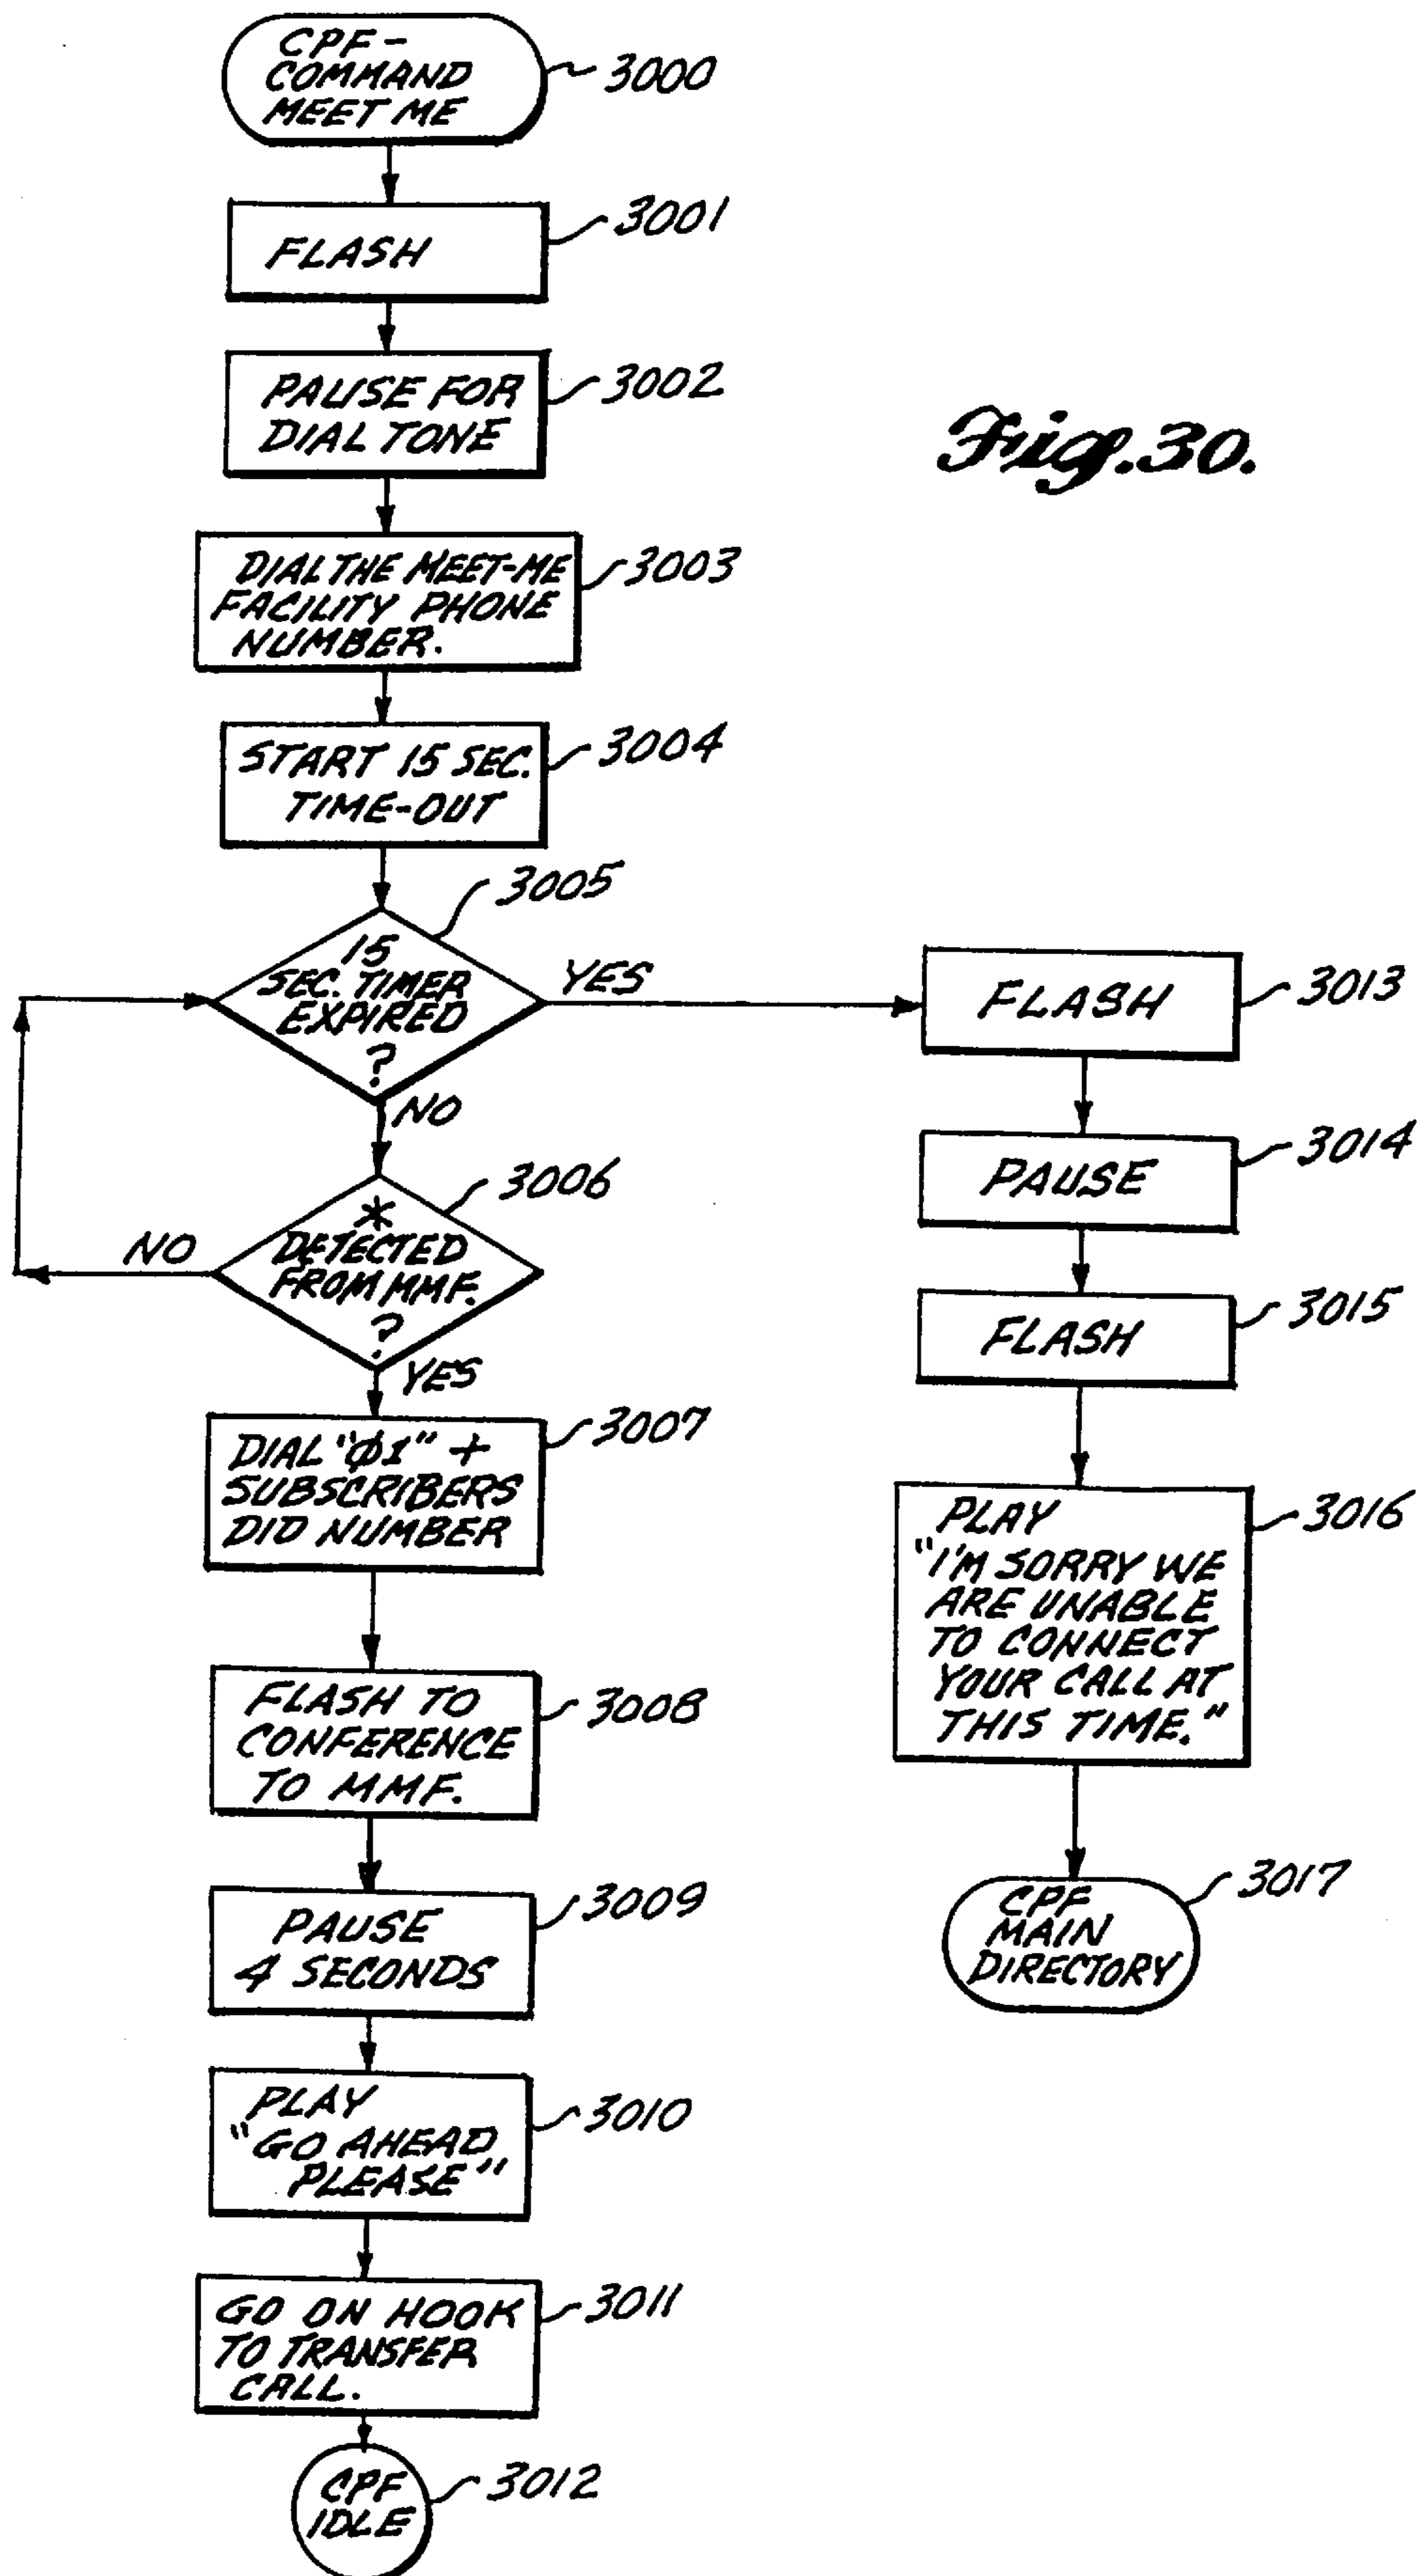 CPF-
COMMAND
MEET ME
3000
FLASH
3001
PAUSE FOR
DIAL TONE
3002
Fig. 30.
DIAL THE MEET-ME
FACILITY PHONE
NUMBER.
3003
START 15 SEC.
TIME-OUT
3004
3005
15
SEC. TIMER
EXPIRED
?
YES
NO
3006
*
DETECTED
FROM MMF.
?
NO
YES
DIAL "Ø1" +
SUBSCRIBERS
DID NUMBER
3007
FLASH TO
CONFERENCE
TO MMF.
3008
PAUSE
4 SECONDS
3009
PLAY
"GO AHEAD
PLEASE"
3010
GO ON HOOK
TO TRANSFER
CALL.
3011
CPF
IDLE
3012
FLASH
3013
PAUSE
3014
FLASH
3015
PLAY
"I'M SORRY WE
ARE UNABLE
TO CONNECT
YOUR CALL AT
THIS TIME."
3016
CPF
MAIN
DIRECTORY
3017